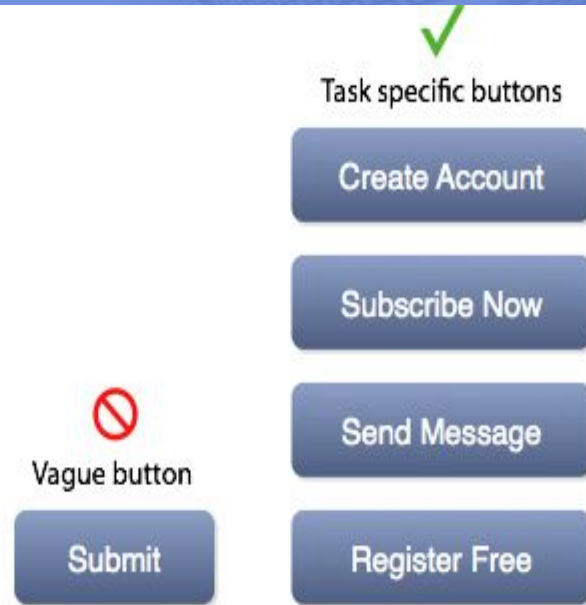 Task specific buttons
Create Account
Subscribe Now
Send Message
Vague button
Submit
Register Free